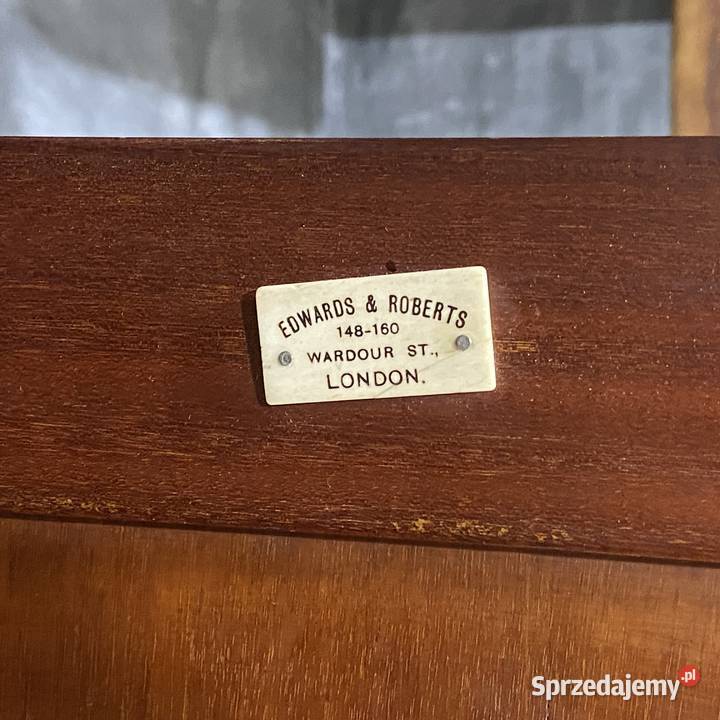 EDWARDS & ROBERTS
148-160
WARDOUR ST.,
LONDON.
Sprzedajemy.pl